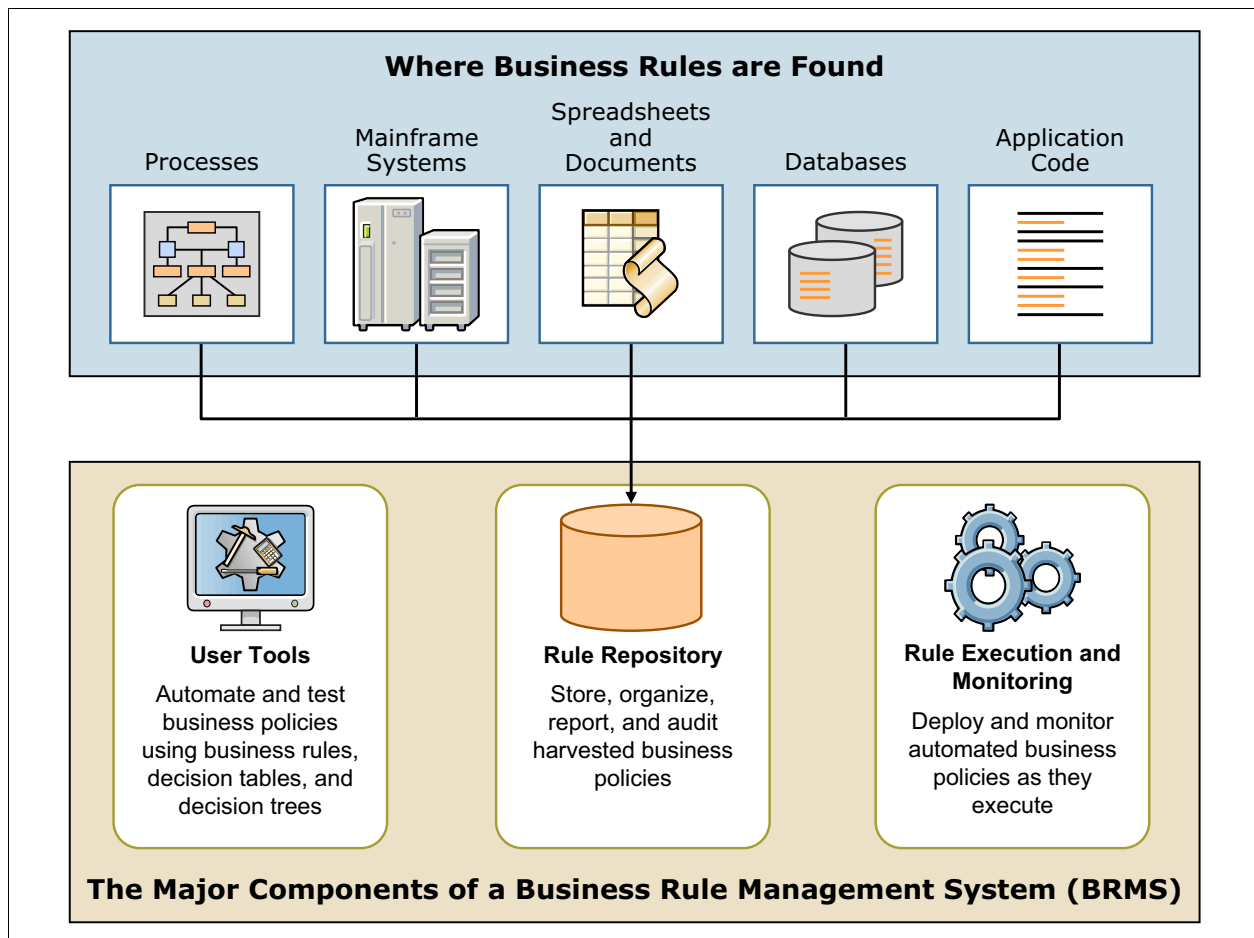 Where Business Rules are Found
Processes
Mainframe
Systems
Spreadsheets
and
Documents
Databases
Application
Code
User Tools
Automate and test
business policies
using business rules,
decision tables, and
decision trees
Rule Repository
Store, organize,
report, and audit
harvested business
policies
Rule Execution and
Monitoring
Deploy and monitor
automated business
policies as they
execute
The Major Components of a Business Rule Management System (BRMS)